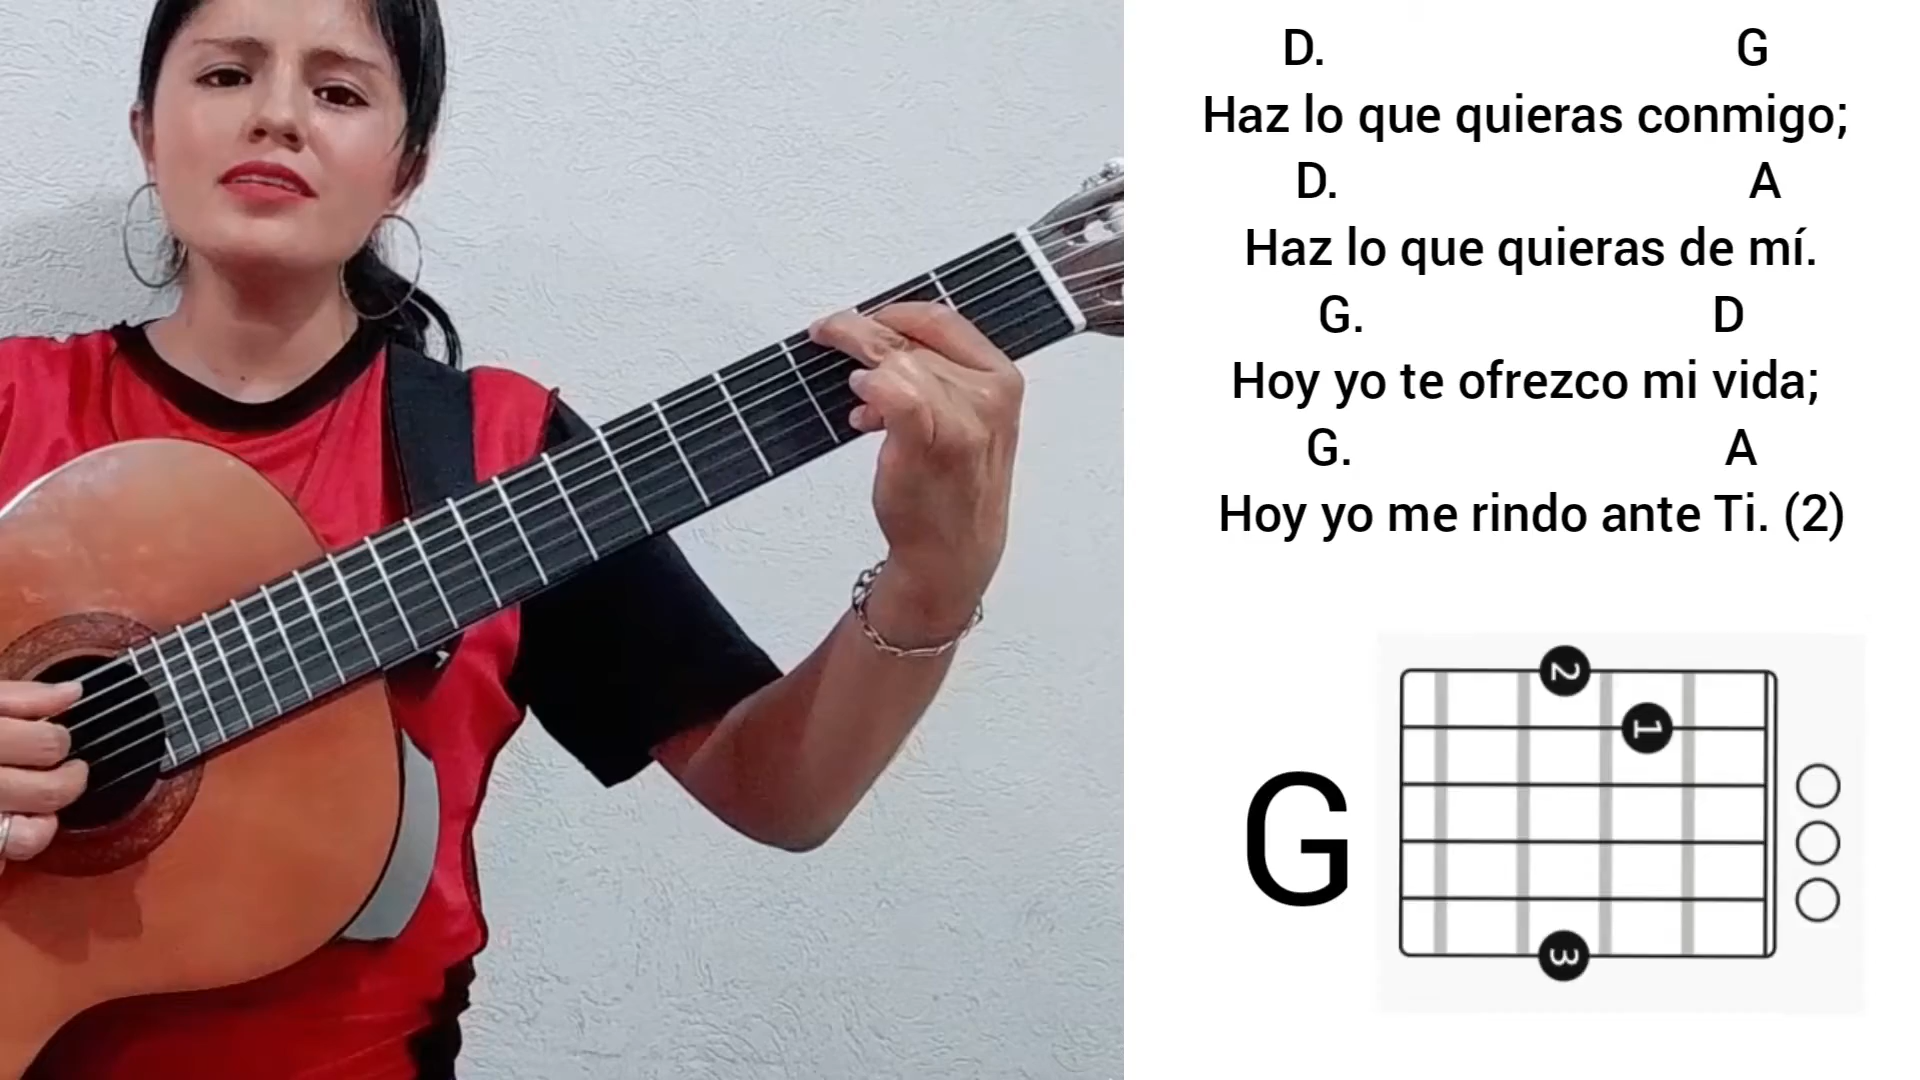 D. G
Haz lo que quieras conmigo;
D. A
Haz lo que quieras de mí.
G. D
Hoy yo te ofrezco mi vida;
G. A
Hoy yo me rindo ante Ti. (2)
2
1
G
3